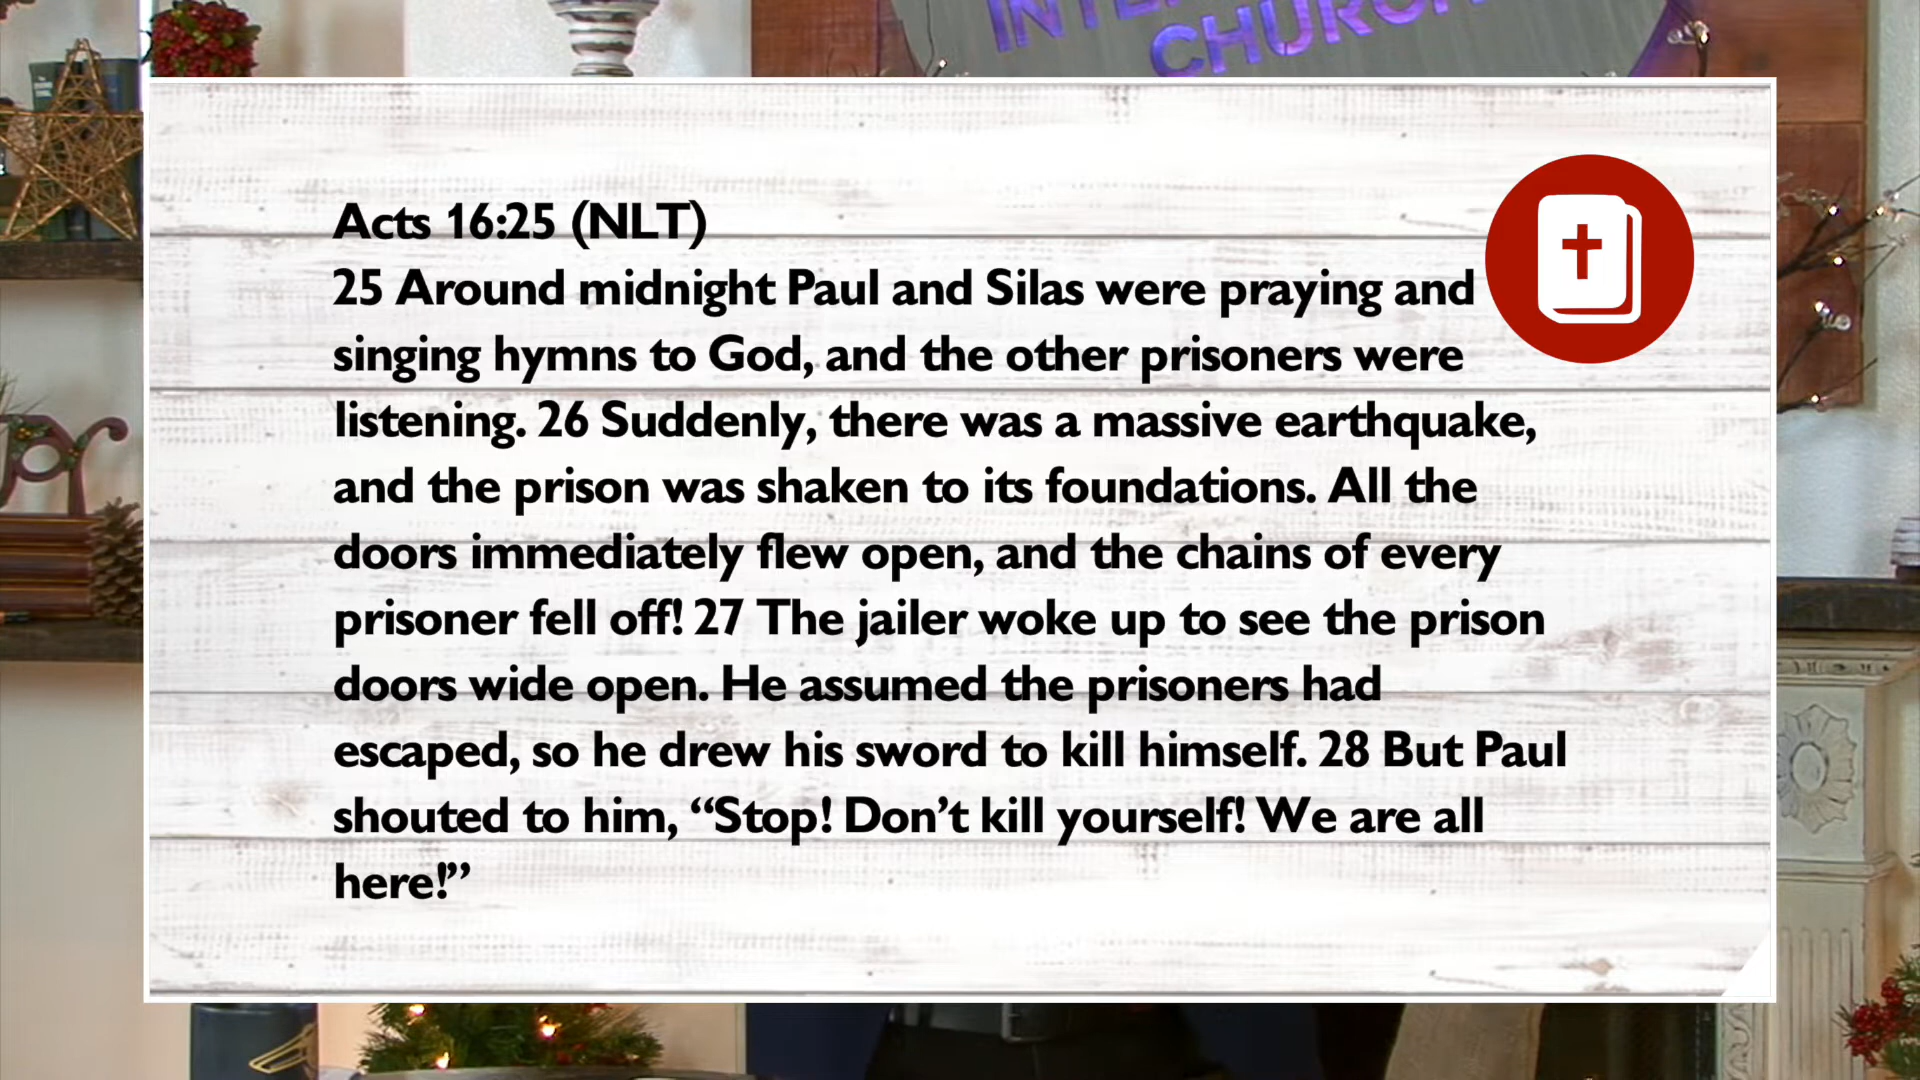 CHURCH
Acts 16:25 (NLT)
25 Around midnight Paul and Silas were praying and
singing hymns to God, and the other prisoners were
listening. 26 Suddenly, there was a massive earthquake,
and the prison was shaken to its foundations. All the
doors immediately flew open, and the chains of every
prisoner fell off! 27 The jailer woke up to see the prison
doors wide open. He assumed the prisoners had
escaped, so he drew his sword to kill himself. 28 But Paul
shouted to him, “Stop! Don’t kill yourself! We are all
here!”